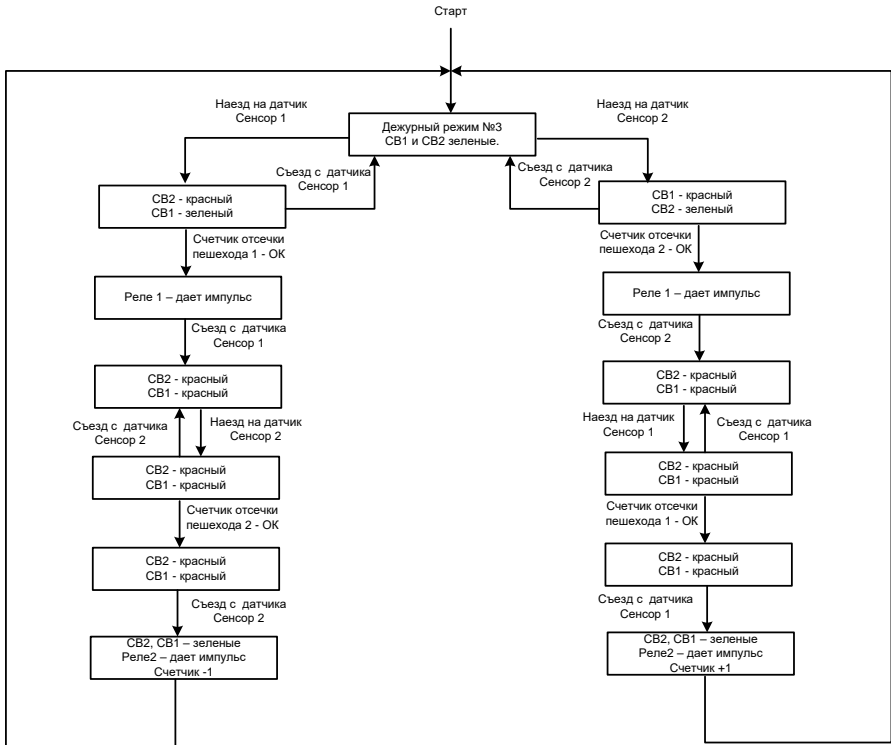 Старт
Наезд на датчик
Сенсор 1
Наезд на датчик
Сенсор 2
Дежурный режим №3
СВ1 и СВ2 зеленые.
Съезд с датчика
Сенсор 1
Съезд с датчика
Сенсор 2
СВ2 - красный
СВ1 - зеленый
Счетчик отсечки
пешехода 1 - ОК
Реле 1 – дает импульс
Съезд с датчика
Сенсор 1
СВ2 - красный
СВ1 - красный
Съезд с датчика
Сенсор 2
Наезд на датчик
Сенсор 2
СВ2 - красный
СВ1 - красный
Счетчик отсечки
пешехода 2 - ОК
СВ2 - красный
СВ1 - красный
Съезд с датчика
Сенсор 2
СВ2, СВ1 – зеленые
Реле2 – дает импульс
Счетчик -1
СВ1 - красный
СВ2 - зеленый
Счетчик отсечки
пешехода 2 - ОК
Реле 1 – дает импульс
Съезд с датчика
Сенсор 2
СВ2 - красный
СВ1 - красный
Наезд на датчик
Сенсор 1
Съезд с датчика
Сенсор 1
СВ2 - красный
СВ1 - красный
Счетчик отсечки
пешехода 1 - ОК
СВ2 - красный
СВ1 - красный
Съезд с датчика
Сенсор 1
СВ2, СВ1 – зеленые
Реле2 – дает импульс
Счетчик +1